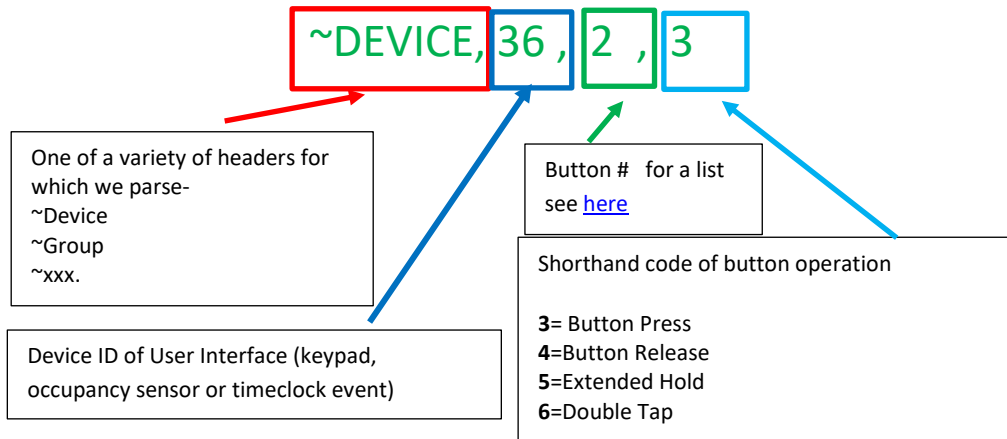 ~DEVICE, 36 , 2 , 3
One of a variety of headers for
which we parse-
~Device
~Group
~xxx.
Button # for a list
see here
Device ID of User Interface (keypad,
occupancy sensor or timeclock event)
Shorthand code of button operation
3= Button Press
4=Button Release
5=Extended Hold
6=Double Tap